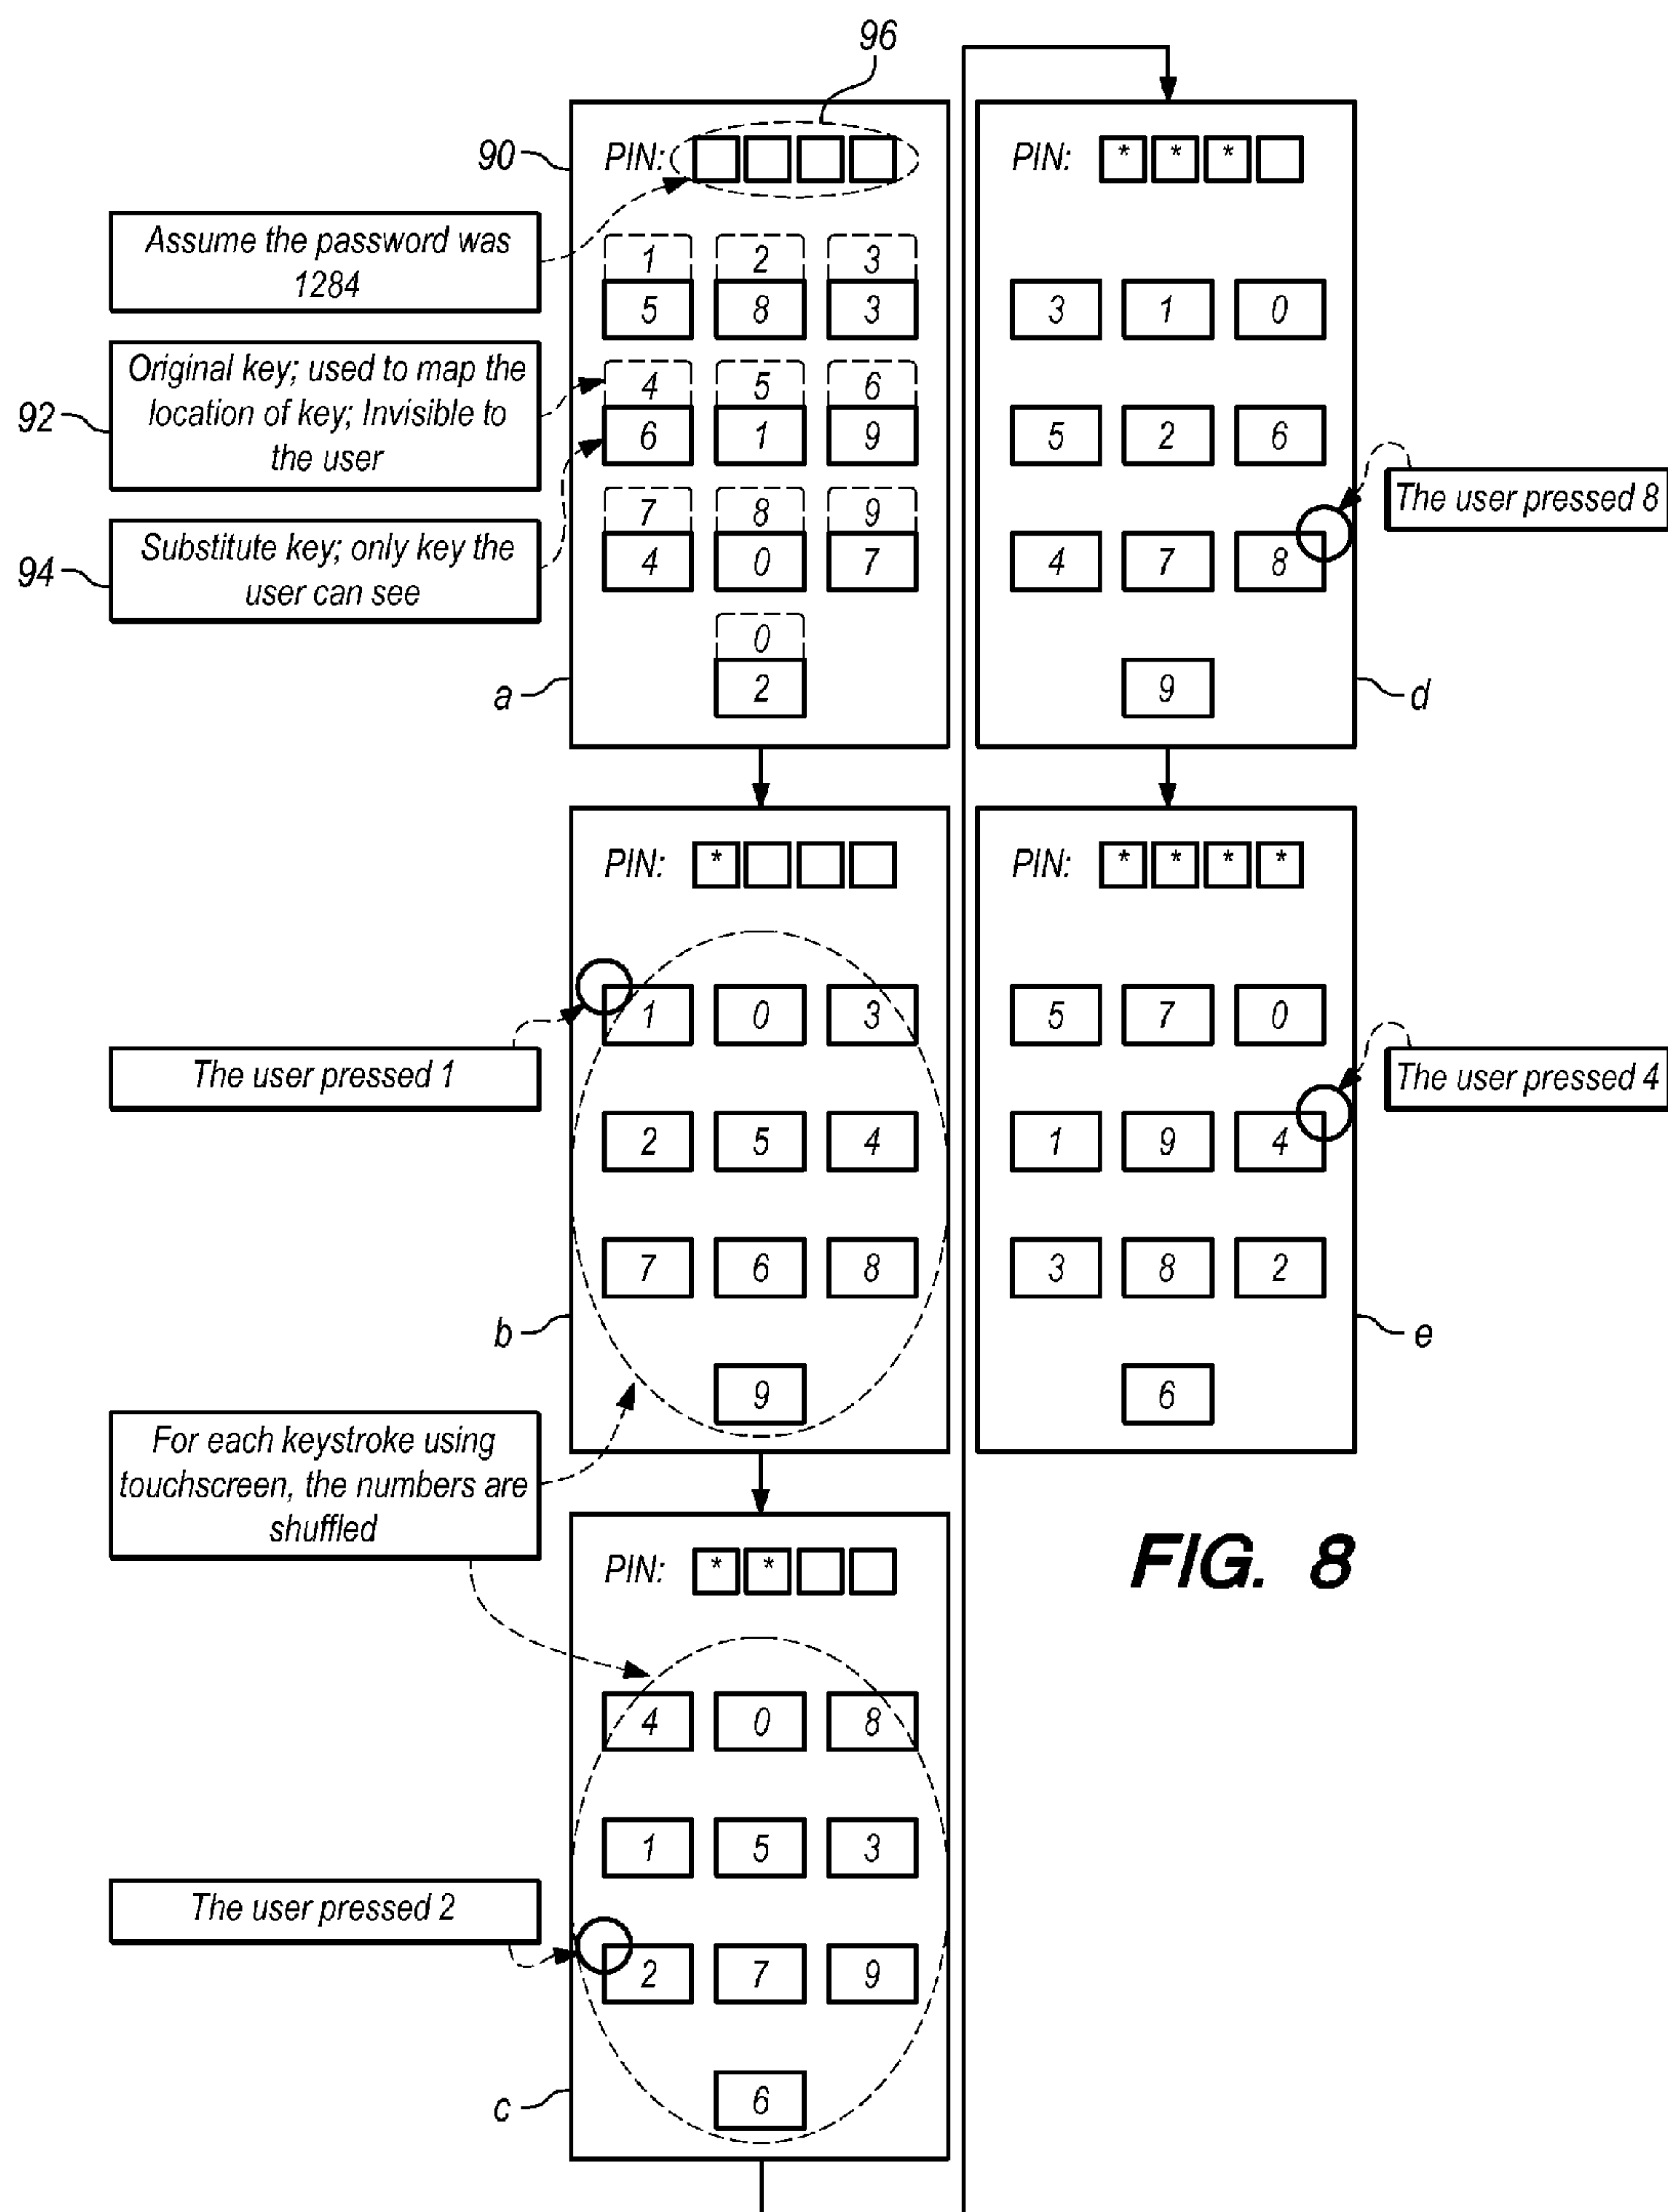 96
90
PIN:
Assume the password was
1284
1 2 3
5 8 3
92
Original key; used to map the
location of key; Invisible to
the user
4 5 6
6 1 9
94
Substitute key; only key the
user can see
7 8 9
4 0 7
0
2
a
PIN: *
The user pressed 1
1 0 3
2 5 4
7 6 8
9
b
For each keystroke using
touchscreen, the numbers are
shuffled
PIN: * *
4 0 8
1 5 3
The user pressed 2
2 7 9
6
c
PIN: * * *
3 1 0
5 2 6
The user pressed 8
4 7 8
9
d
PIN: * * * *
5 7 0
The user pressed 4
1 9 4
3 8 2
6
e
FIG. 8